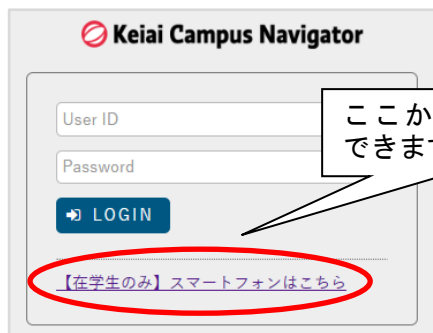 Keiai Campus Navigator
User ID
ここか
できます
Password
LOGIN
【在学生のみ】スマートフォンはこちら